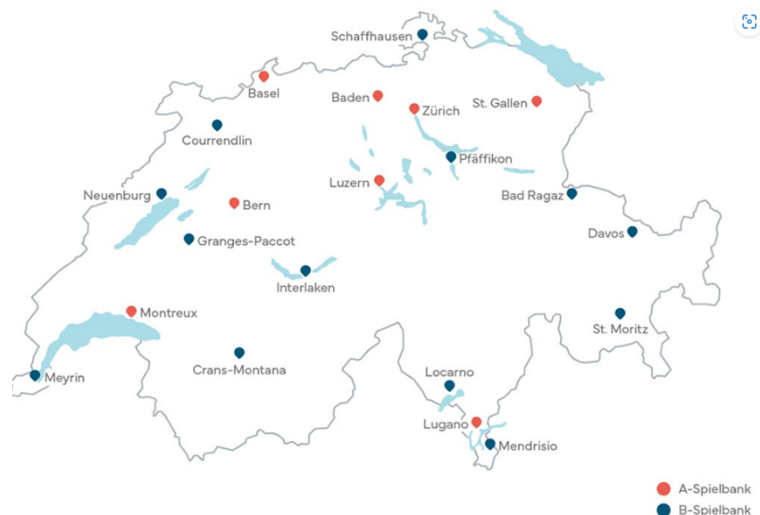 Schaffhausen
Basel
Baden
Zürich
St. Gallen
Courrendlin
Pfäffikon
Luzern
Neuenburg
Bad Ragaz
Bern
Davos
Granges-Paccot
Interlaken
Montreux
St. Moritz
Crans-Montana
Locarno
Meyrin
Lugano
Mendrisio
A-Spielbank
B-Spielbank